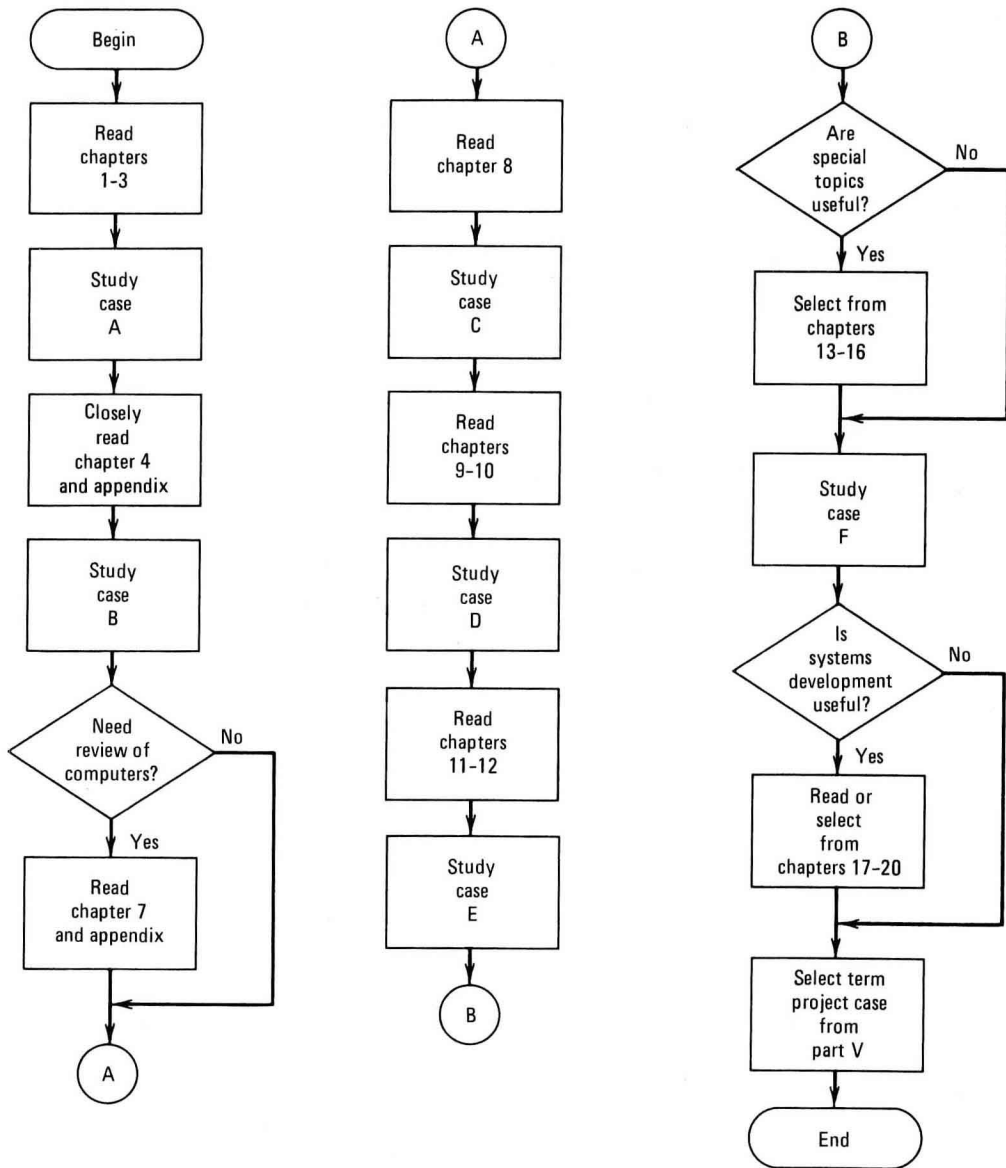 Begin
Read
chapters
1-3
Study
case
A
Closely
read
chapter 4
and appendix
Study
case
B
Need
review of
computers?
No
Yes
Read
chapter 7
and appendix
A
A
Read
chapter 8
Study
case
C
Read
chapters
9-10
Study
case
D
Read
chapters
11-12
Study
case
E
B
B
Are
special
topics
useful?
No
Yes
Select from
chapters
13-16
Study
case
F
Is
systems
development
useful?
No
Yes
Read or
select
from
chapters 17-20
Select term
project case
from
part V
End